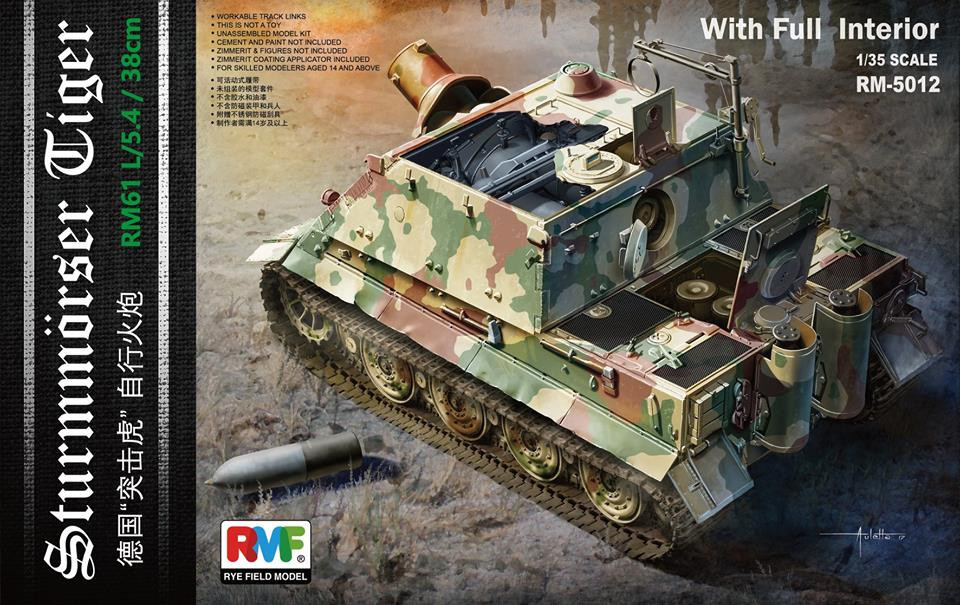 Sturmmörser Tiger
RM61 L/5.4 / 38cm
德国“突击虎”自行火炮
• WORKABLE TRACK LINKS
• THIS IS NOT A TOY
• UNASSEMBLED MODEL KIT
• CEMENT AND PAINT NOT INCLUDED
• ZIMMERIT & FIGURES NOT INCLUDED
• ZIMMERIT COATING APPLICATOR INCLUDED
• FOR SKILLED MODELERS AGED 14 AND ABOVE
• 可活动式履带
• 未组装的模型套件
• 不含胶水和油漆
• 不含防磁装甲和兵人
• 附赠不锈钢防磁刮具
• 制作者需满14岁及以上
With Full Interior
1/35 SCALE
RM-5012
RMF®
RYE FIELD MODEL
Auletta 17